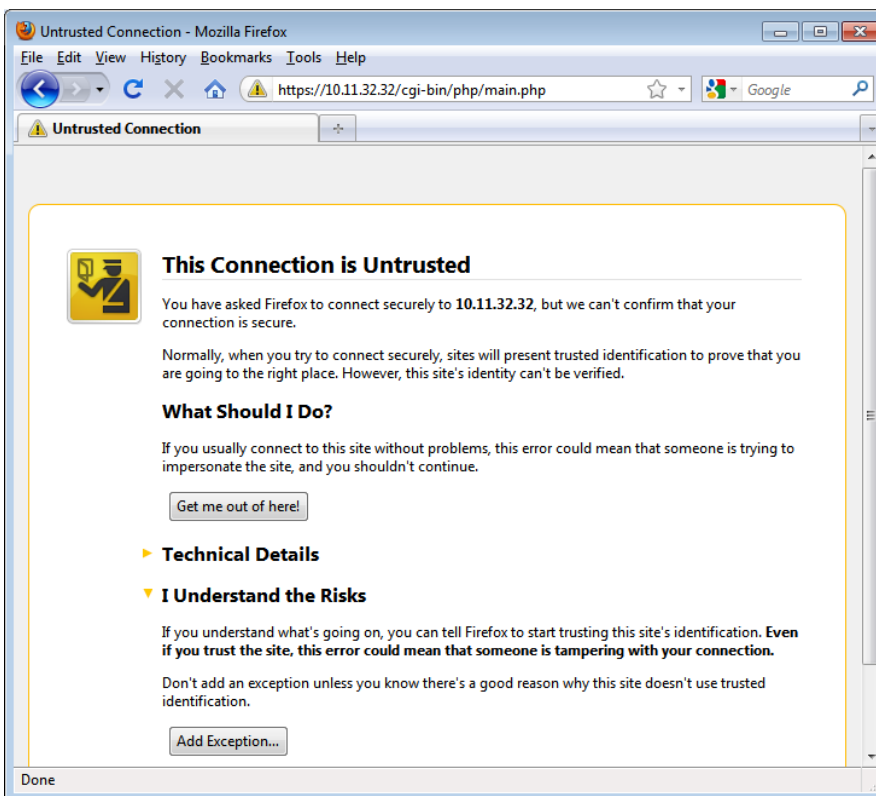 Untrusted Connection - Mozilla Firefox
File Edit View History Bookmarks Tools Help
https://10.11.32.32/cgi-bin/php/main.php Google
Untrusted Connection
This Connection is Untrusted
You have asked Firefox to connect securely to 10.11.32.32, but we can't confirm that your
connection is secure.
Normally, when you try to connect securely, sites will present trusted identification to prove that you
are going to the right place. However, this site's identity can't be verified.
What Should I Do?
If you usually connect to this site without problems, this error could mean that someone is trying to
impersonate the site, and you shouldn't continue.
Get me out of here!
Technical Details
I Understand the Risks
If you understand what's going on, you can tell Firefox to start trusting this site's identification. Even
if you trust the site, this error could mean that someone is tampering with your connection.
Don't add an exception unless you know there's a good reason why this site doesn't use trusted
identification.
Add Exception...
Done